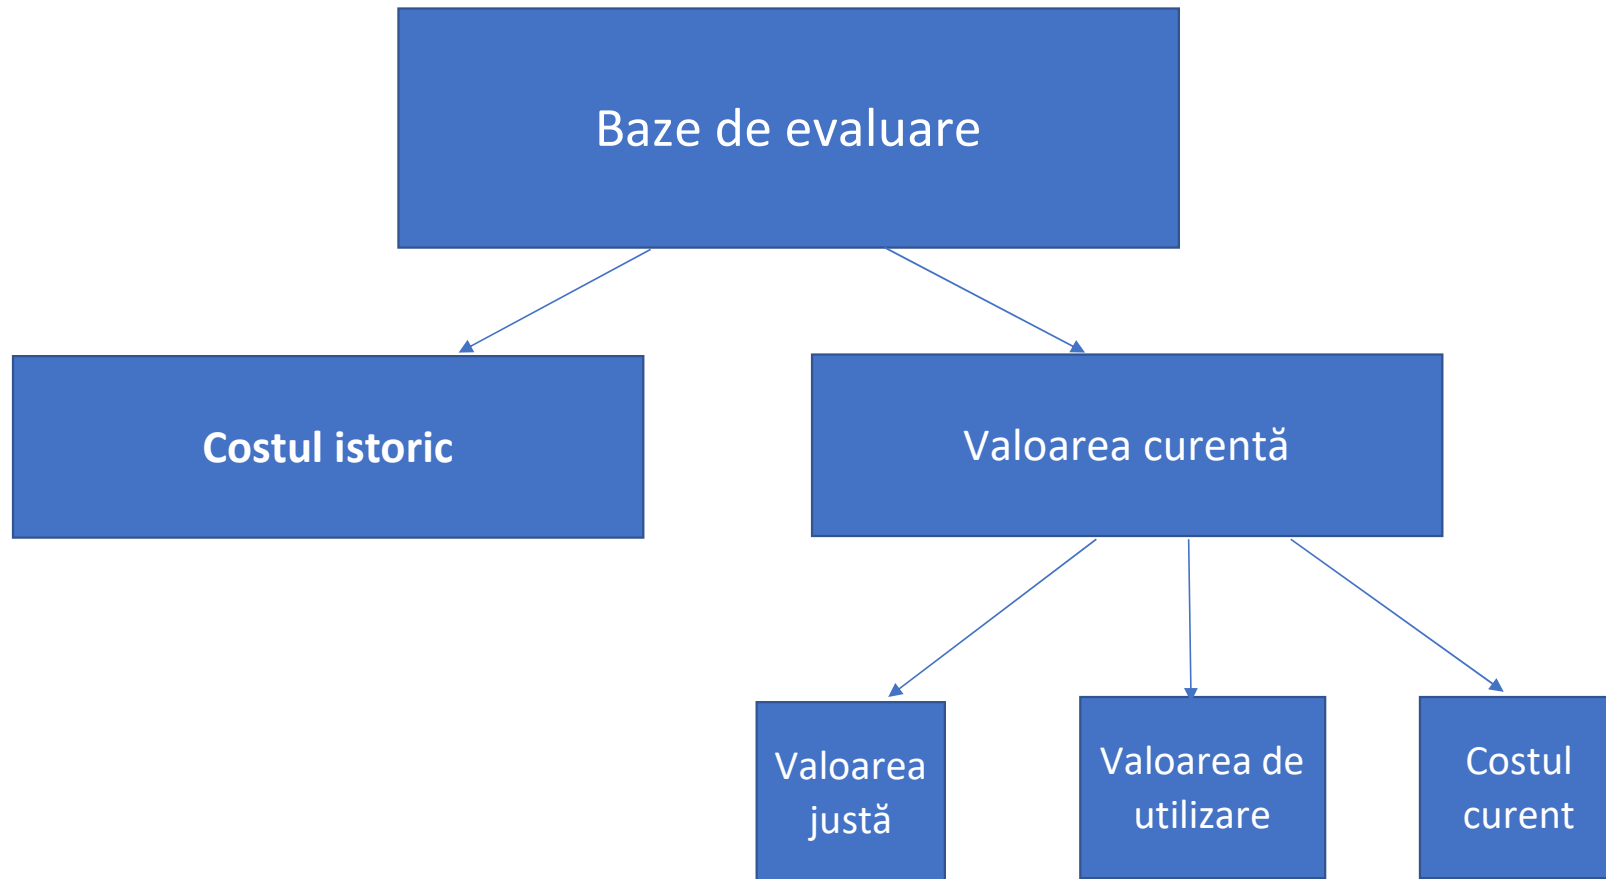 Baze de evaluare
Costul istoric
Valoarea curentă
Valoarea
justă
Valoarea de
utilizare
Costul
curent